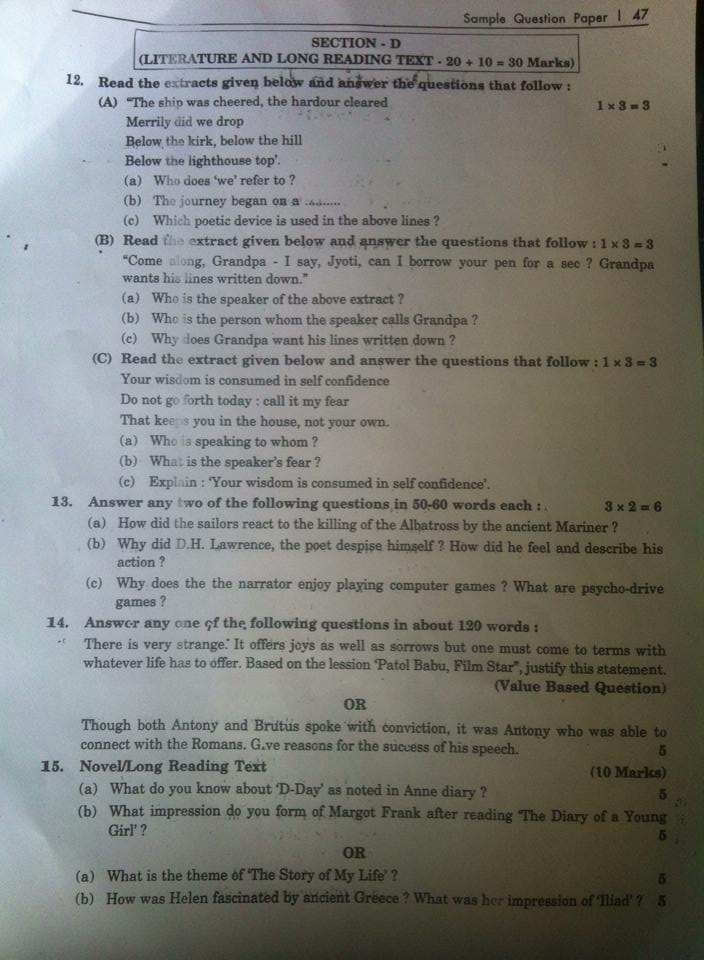 Sample Question Paper | 47
SECTION - D
(LITERATURE AND LONG READING TEXT - 20 + 10 = 30 Marks)
12. Read the extracts given below and answer the questions that follow :
(A) "The ship was cheered, the hardour cleared 1 × 3 = 3
Merrily did we drop
Below the kirk, below the hill
Below the lighthouse top'.
(a) Who does 'we' refer to ?
(b) The journey began on a .........
(c) Which poetic device is used in the above lines ?
(B) Read the extract given below and answer the questions that follow : 1 × 3 = 3
"Come along, Grandpa - I say, Jyoti, can I borrow your pen for a sec ? Grandpa
wants his lines written down."
(a) Who is the speaker of the above extract ?
(b) Who is the person whom the speaker calls Grandpa ?
(c) Why does Grandpa want his lines written down ?
(C) Read the extract given below and answer the questions that follow : 1 × 3 = 3
Your wisdom is consumed in self confidence
Do not go forth today : call it my fear
That keeps you in the house, not your own.
(a) Who is speaking to whom ?
(b) What is the speaker's fear ?
(c) Explain : 'Your wisdom is consumed in self confidence'.
13. Answer any two of the following questions in 50-60 words each : 3 × 2 = 6
(a) How did the sailors react to the killing of the Albatross by the ancient Mariner ?
(b) Why did D.H. Lawrence, the poet despise himself ? How did he feel and describe his
action ?
(c) Why does the the narrator enjoy playing computer games ? What are psycho-drive
games ?
14. Answer any one of the following questions in about 120 words :
There is very strange. It offers joys as well as sorrows but one must come to terms with
whatever life has to offer. Based on the lession 'Patol Babu, Film Star", justify this statement.
(Value Based Question)
OR
Though both Antony and Brutus spoke with conviction, it was Antony who was able to
connect with the Romans. G.ve reasons for the success of his speech. 5
15. Novel/Long Reading Text (10 Marks)
(a) What do you know about 'D-Day' as noted in Anne diary ? 5
(b) What impression do you form of Margot Frank after reading 'The Diary of a Young
Girl' ? 5
OR
(a) What is the theme of 'The Story of My Life' ? 5
(b) How was Helen fascinated by ancient Greece ? What was her impression of 'Iliad' ? 5